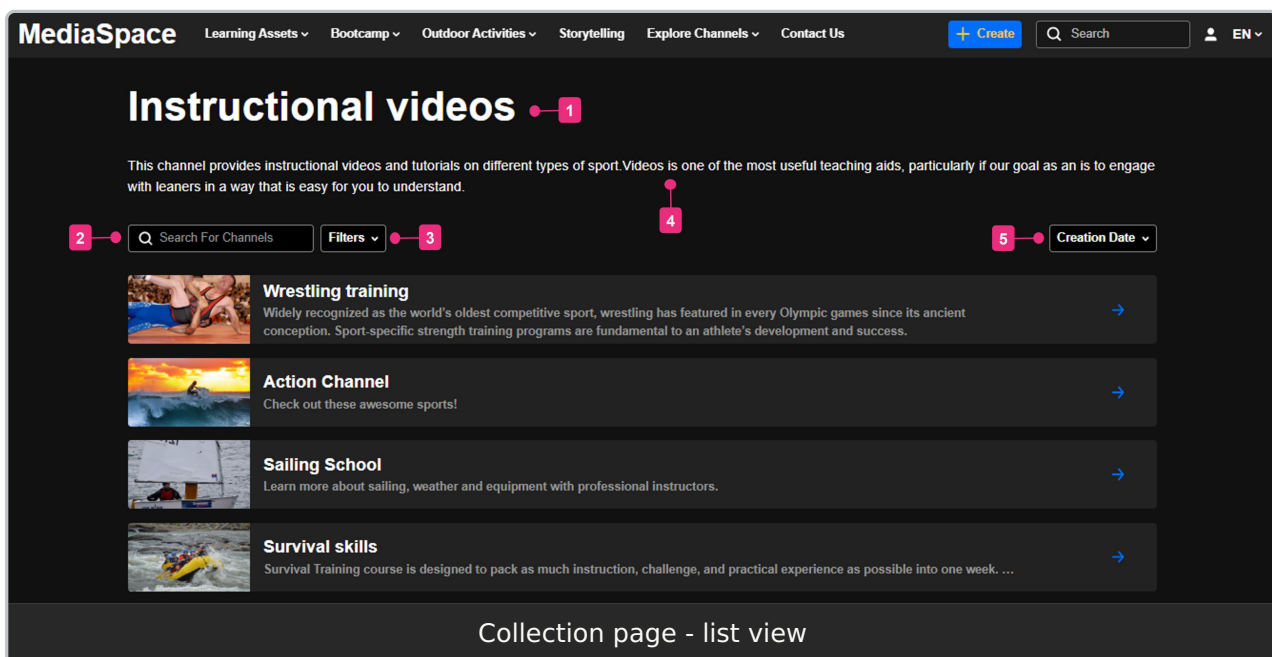 MediaSpace Learning Assets Bootcamp Outdoor Activities Storytelling Explore Channels Contact Us + Create Search EN
Instructional videos 1
This channel provides instructional videos and tutorials on different types of sport.Videos is one of the most useful teaching aids, particularly if our goal as an is to engage
with leaners in a way that is easy for you to understand.
4
2 Search For Channels Filters 3 5 Creation Date
Wrestling training
Widely recognized as the world's oldest competitive sport, wrestling has featured in every Olympic games since its ancient
conception. Sport-specific strength training programs are fundamental to an athlete's development and success.
Action Channel
Check out these awesome sports!
Sailing School
Learn more about sailing, weather and equipment with professional instructors.
Survival skills
Survival Training course is designed to pack as much instruction, challenge, and practical experience as possible into one week. ...
Collection page - list view